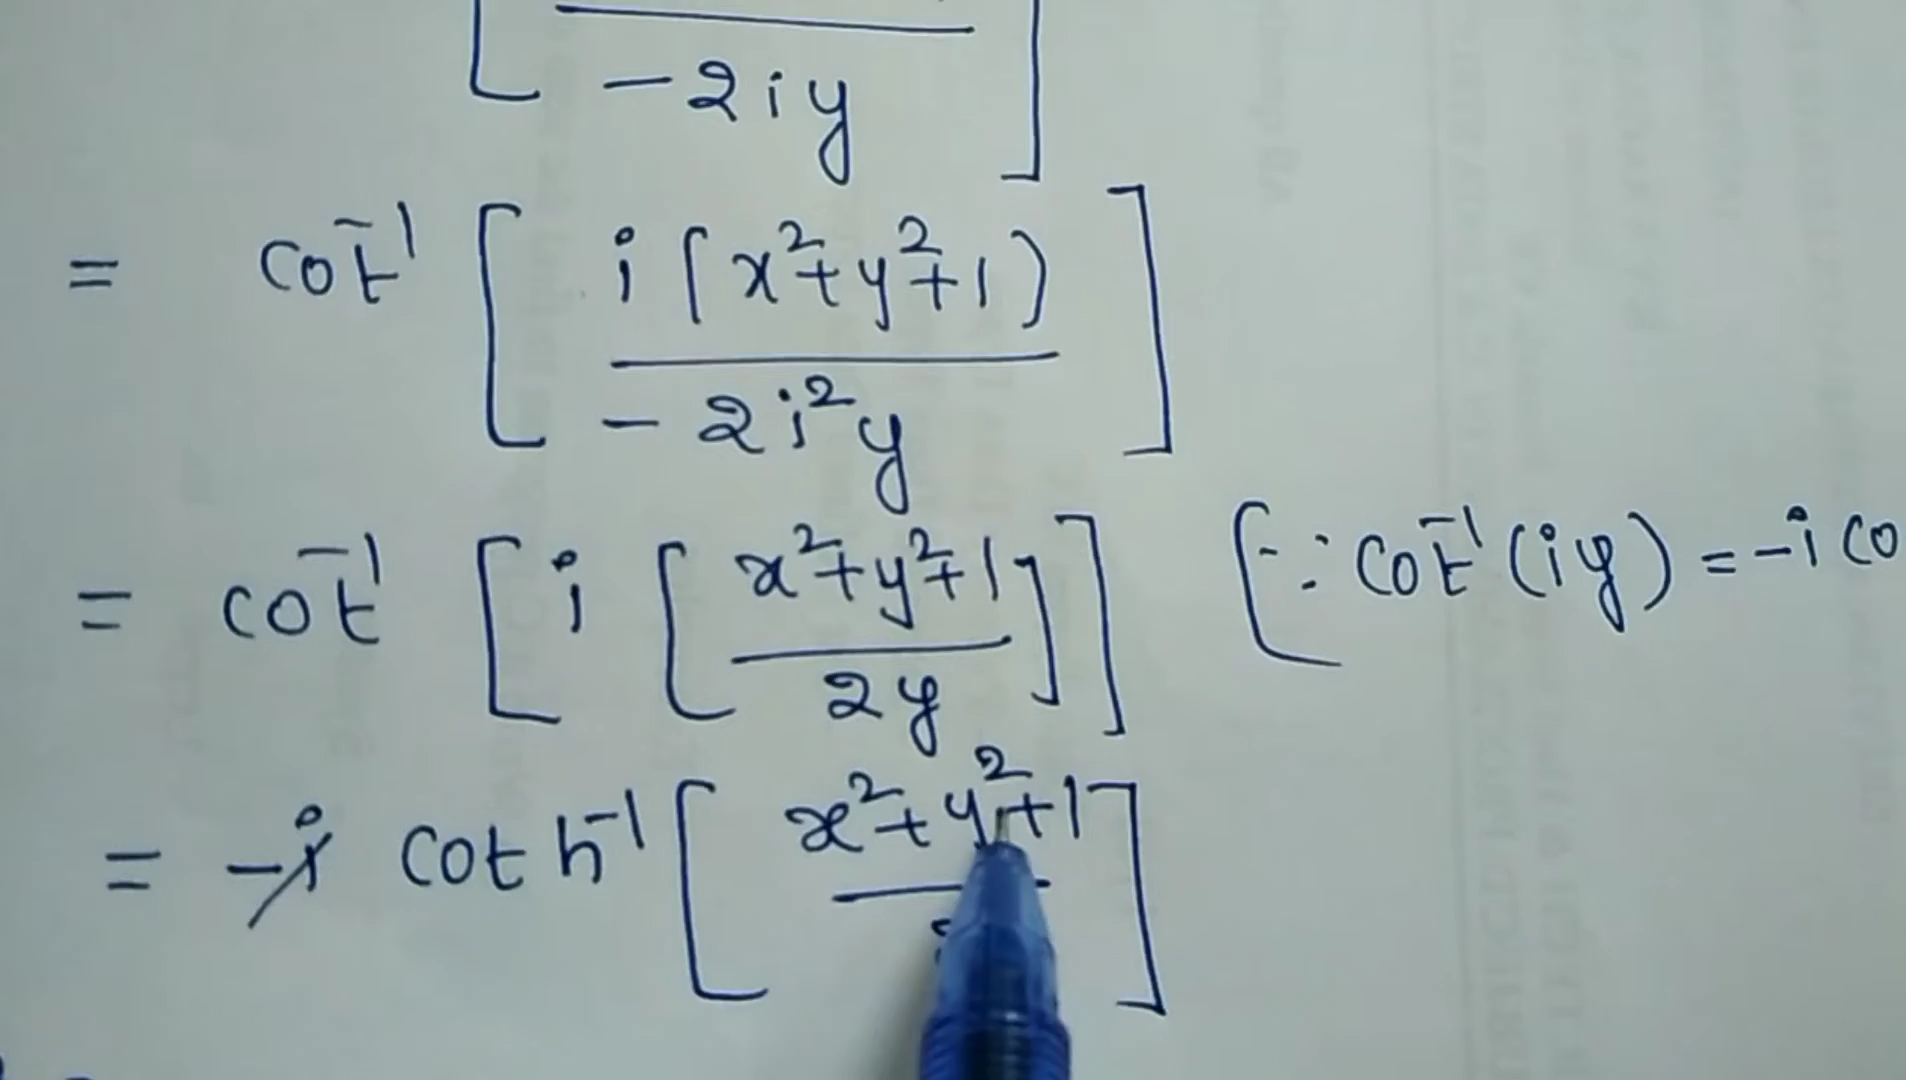 - 2iy
= cot⁻¹ [ i (x²+y²+1) / - 2i²y ]
= cot⁻¹ [ i [ x²+y²+1 / 2y ] ] [∵ cot⁻¹(iy) = -i co
= -i cot h⁻¹ [ x²+y²+1 / ]